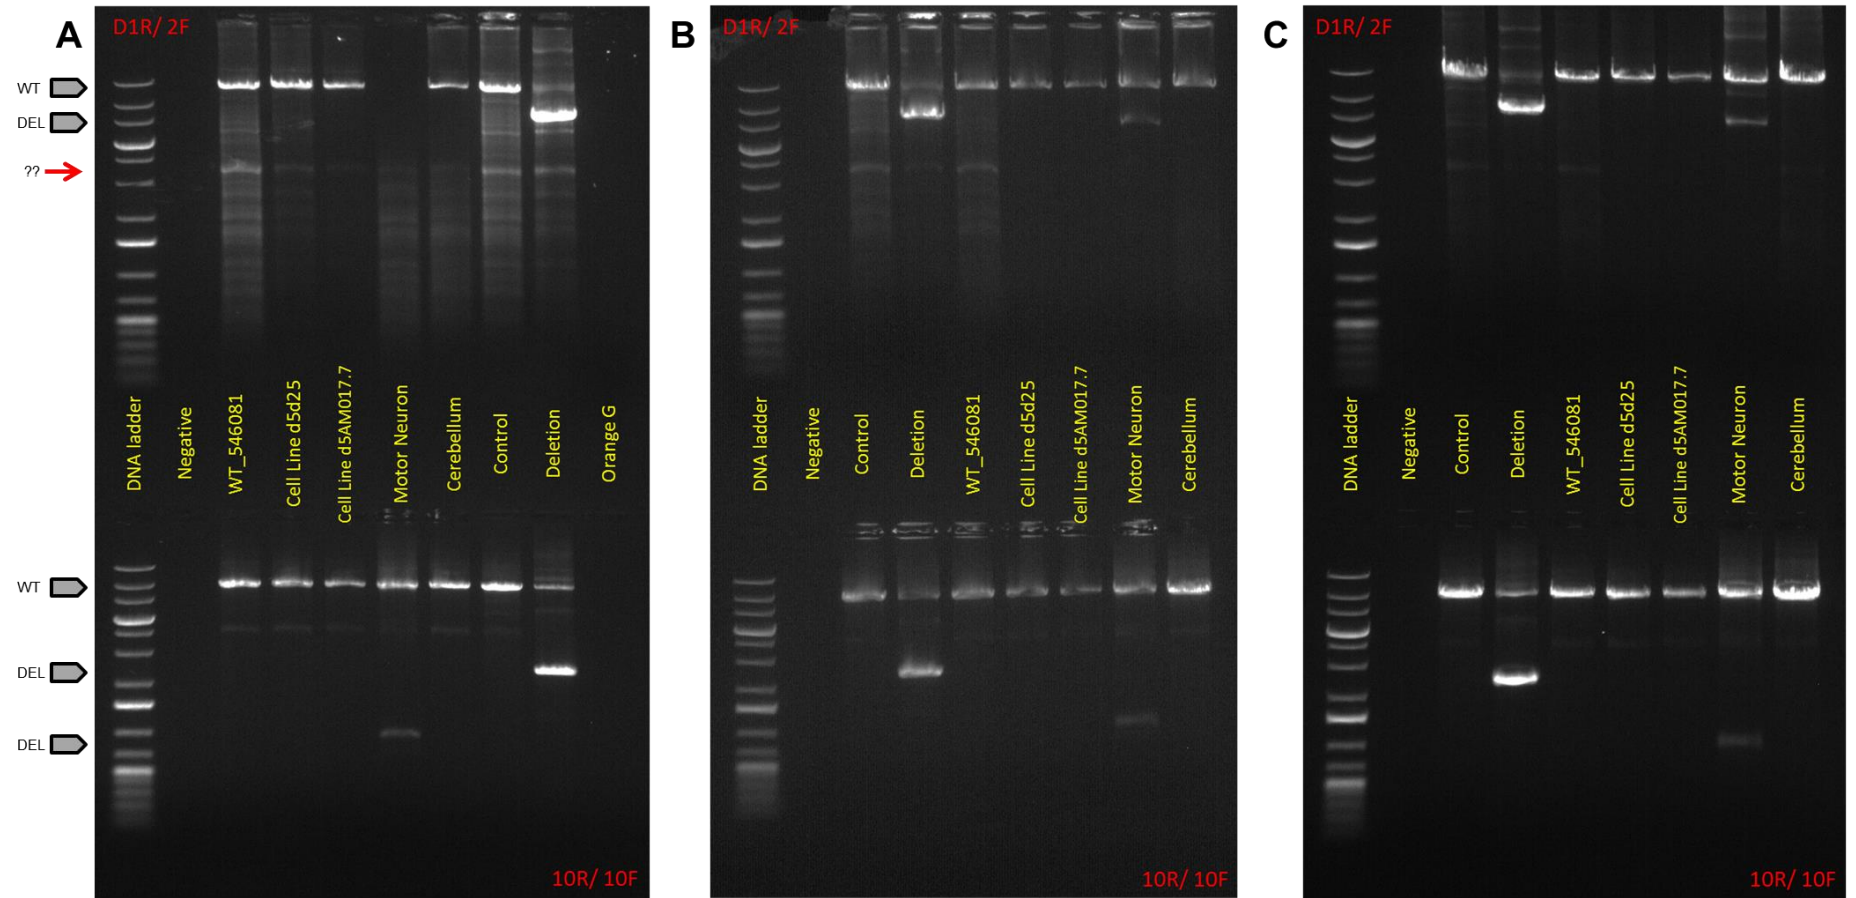 A
D1R/ 2F
WT
DEL
??
DNA ladder
Negative
WT_546081
Cell Line d5d25
Cell Line d5AM017.7
Motor Neuron
Cerebellum
Control
Deletion
Orange G
WT
DEL
DEL
10R/ 10F
B
D1R/ 2F
DNA ladder
Negative
Control
Deletion
WT_546081
Cell Line d5d25
Cell Line d5AM017.7
Motor Neuron
Cerebellum
10R/ 10F
C
D1R/ 2F
DNA ladder
Negative
Control
Deletion
WT_546081
Cell Line d5d25
Cell Line d5AM017.7
Motor Neuron
Cerebellum
10R/ 10F